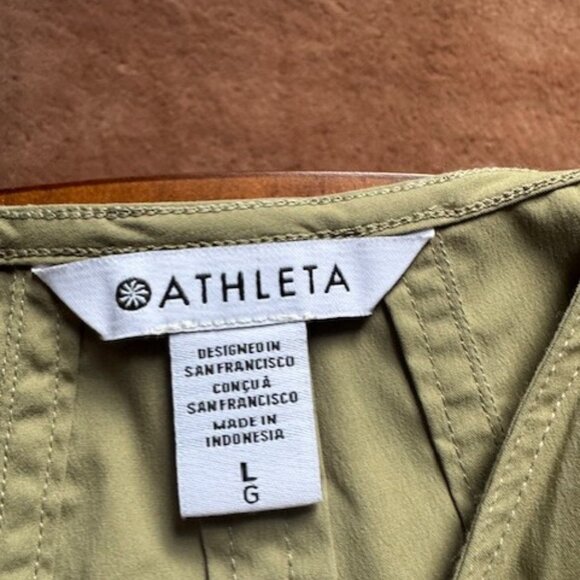 ATHLETA
DESIGNED IN
SAN FRANCISCO
CONÇU À
SAN FRANCISCO
MADE IN
INDONESIA
L
G